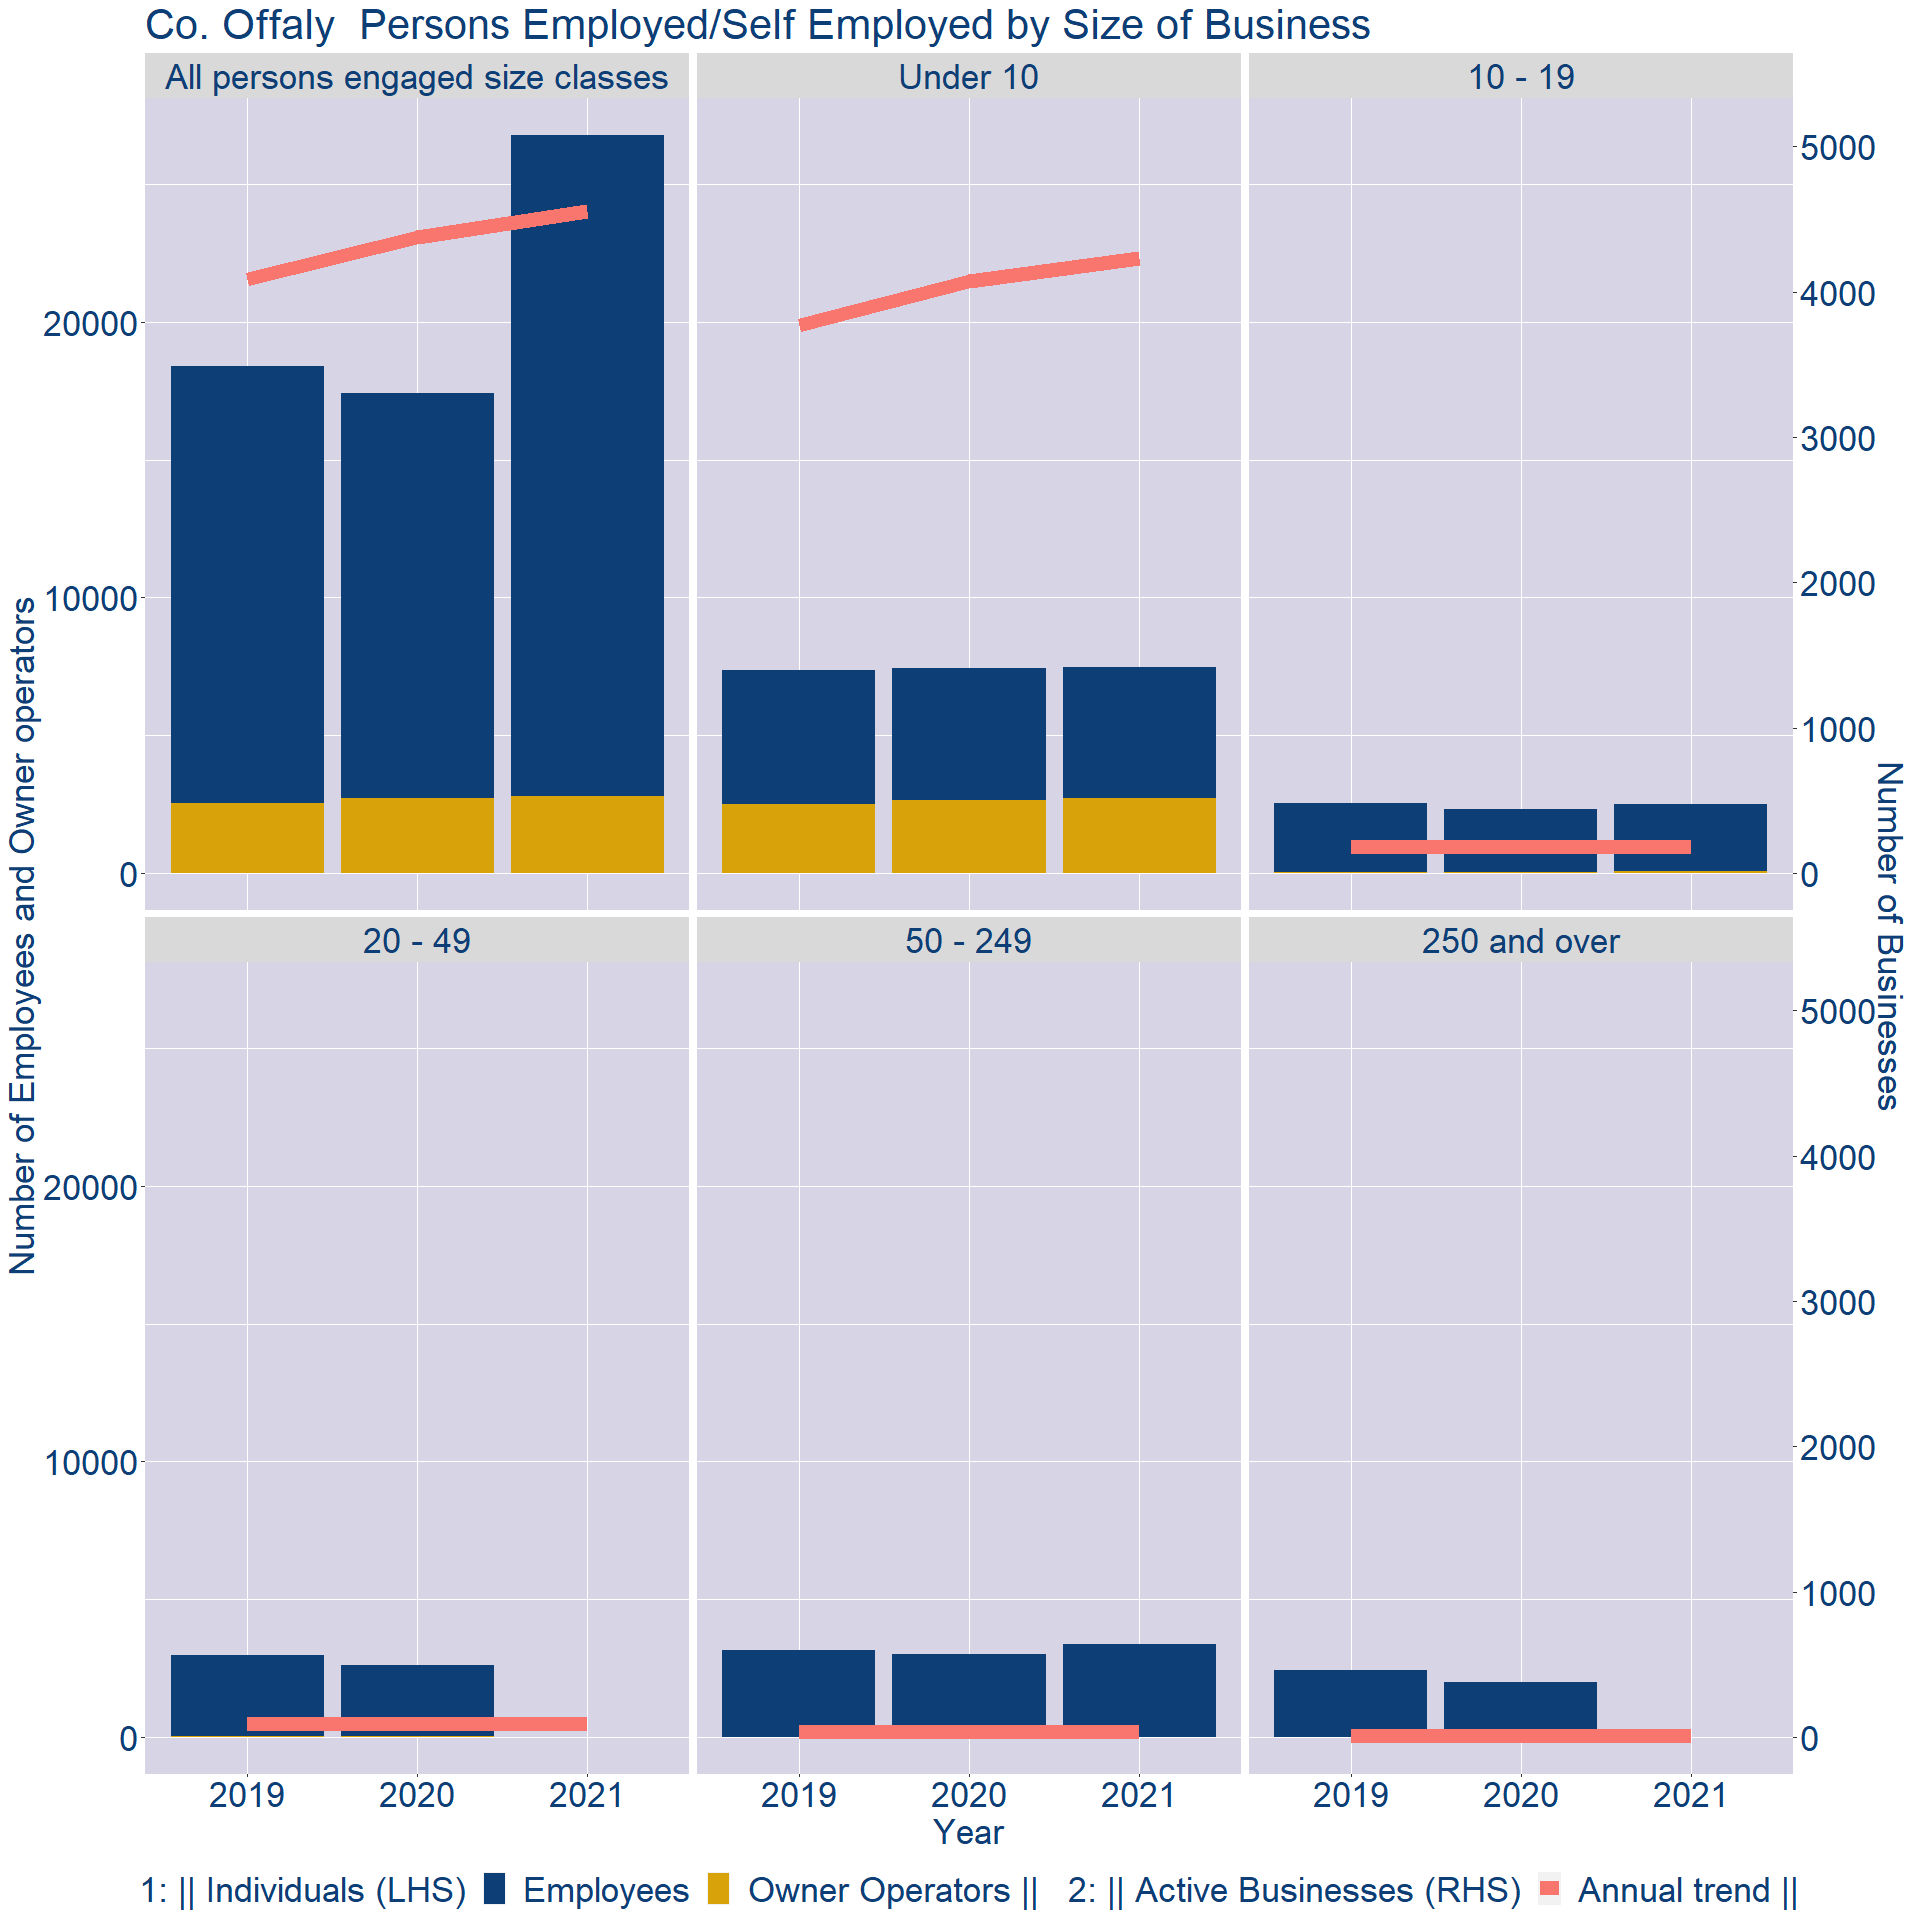 Co. Offaly  Persons Employed/Self Employed by Size of Business
All persons engaged size classes
Under 10
10 - 19
20000
10000
0
5000
4000
3000
2000
1000
0
20 - 49
50 - 249
250 and over
20000
10000
0
5000
4000
3000
2000
1000
0
Number of Employees and Owner operators
Number of Businesses
2019 2020 2021
2019 2020 2021
2019 2020 2021
Year
1: || Individuals (LHS) Employees Owner Operators || 2: || Active Businesses (RHS) Annual trend ||